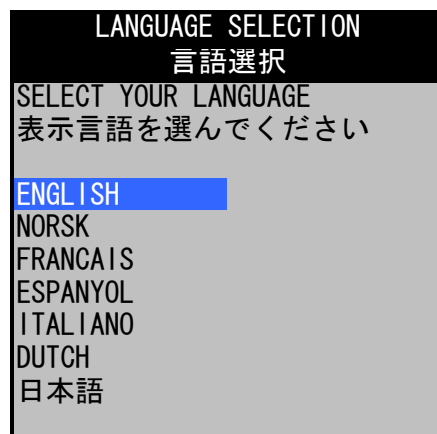 LANGUAGE SELECTION
言語選択
SELECT YOUR LANGUAGE
表示言語を選んでください
ENGLISH
NORSK
FRANCAIS
ESPANYOL
ITALIANO
DUTCH
日本語